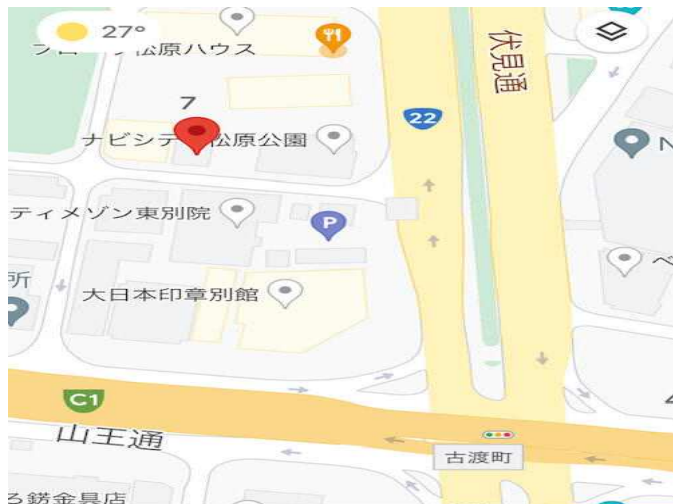 27°
松原ハウス
7
ナビシティ松原公園
伏見通
22
N
ティメゾン東別院
P
ベ
所
大日本印章別館
C1
山王通
古渡町
金具店